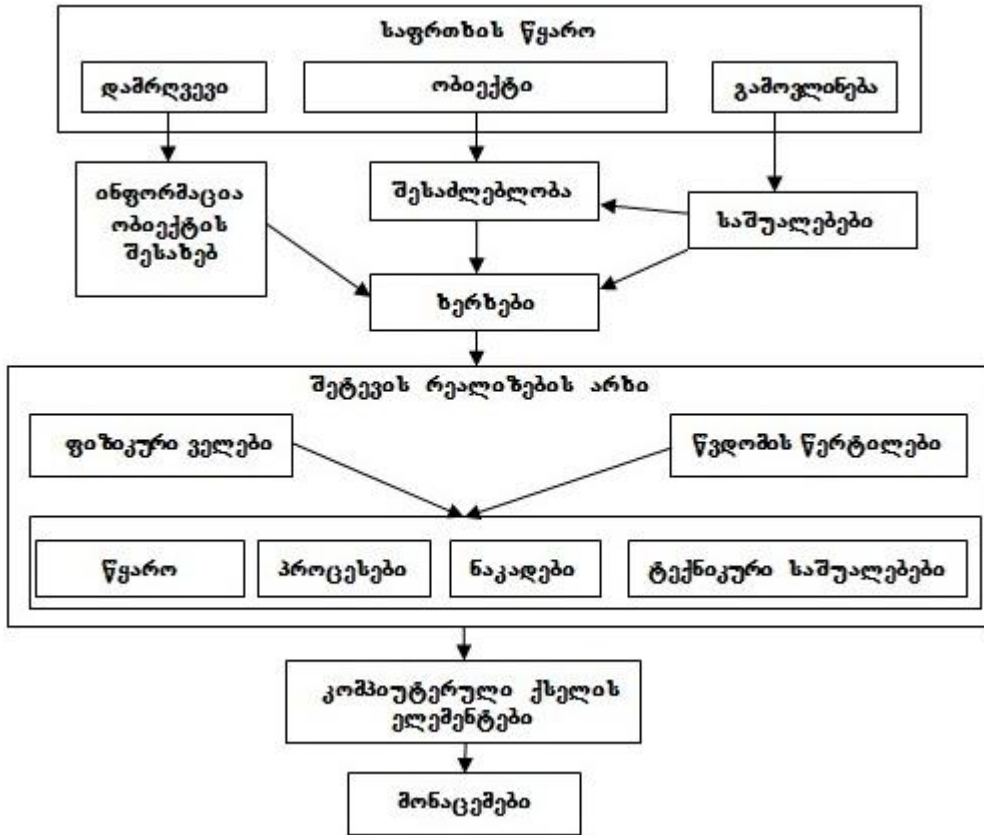 საფრთხის წყარო
დამრღვევი
ობიექტი
გამოვლინება
ინფორმაცია
ობიექტის
შესახებ
შესაძლებლობა
საშუალებები
ხერხები
შეტევის რეალიზების არხი
ფიზიკური ველები
წვდომის წერტილები
წყარო
პროცესები
ნაკადები
ტექნიკური საშუალებები
კომპიუტერული ქსელის
ელემენტები
მონაცემები